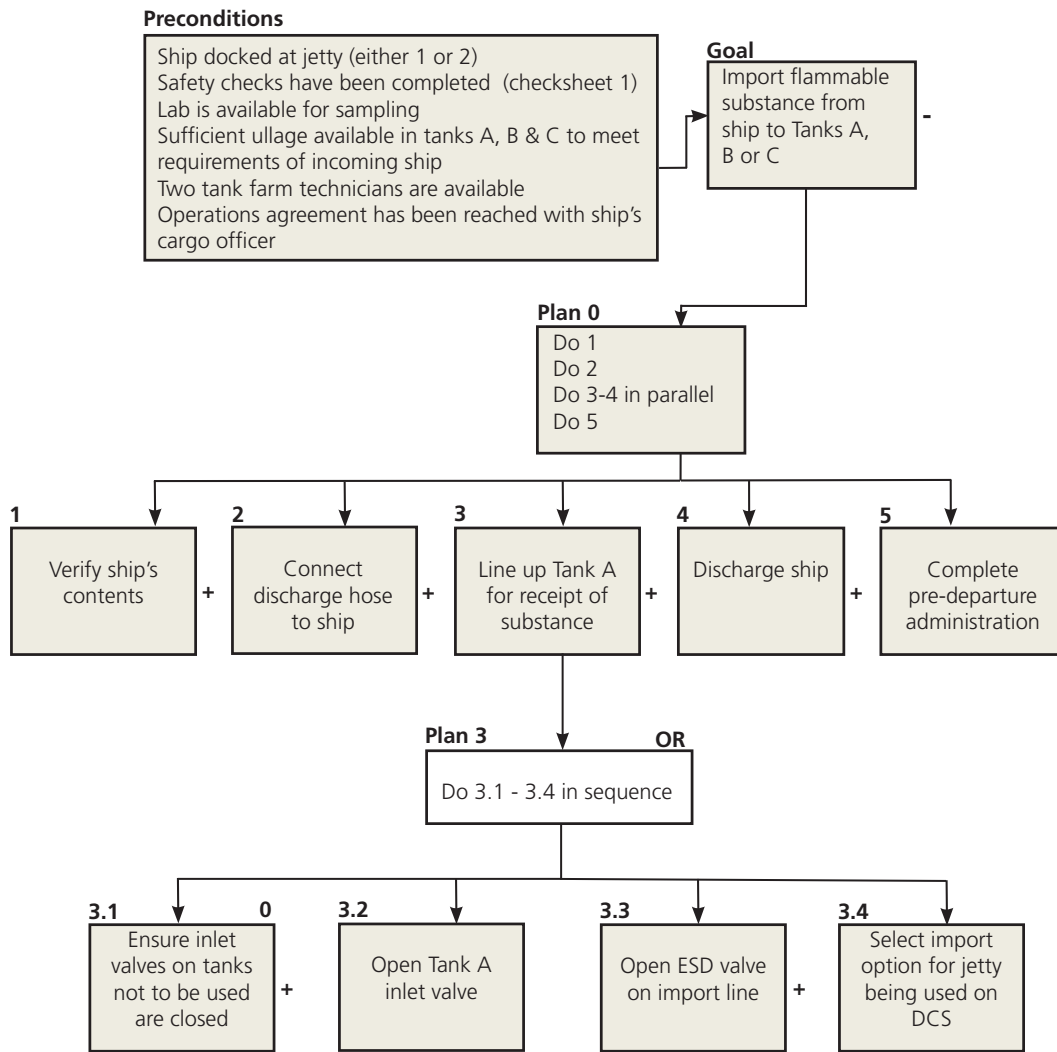 Preconditions
Ship docked at jetty (either 1 or 2)
Safety checks have been completed (checksheet 1)
Lab is available for sampling
Sufficient ullage available in tanks A, B & C to meet
requirements of incoming ship
Two tank farm technicians are available
Operations agreement has been reached with ship's
cargo officer
Goal
Import flammable
substance from
ship to Tanks A,
B or C
-
Plan 0
Do 1
Do 2
Do 3-4 in parallel
Do 5
1
Verify ship's
contents
+
2
Connect
discharge hose
to ship
+
3
Line up Tank A
for receipt of
substance
+
4
Discharge ship
+
5
Complete
pre-departure
administration
Plan 3 OR
Do 3.1 - 3.4 in sequence
3.1 0
Ensure inlet
valves on tanks
not to be used
are closed
+
3.2
Open Tank A
inlet valve
3.3
Open ESD valve
on import line
+
3.4
Select import
option for jetty
being used on
DCS